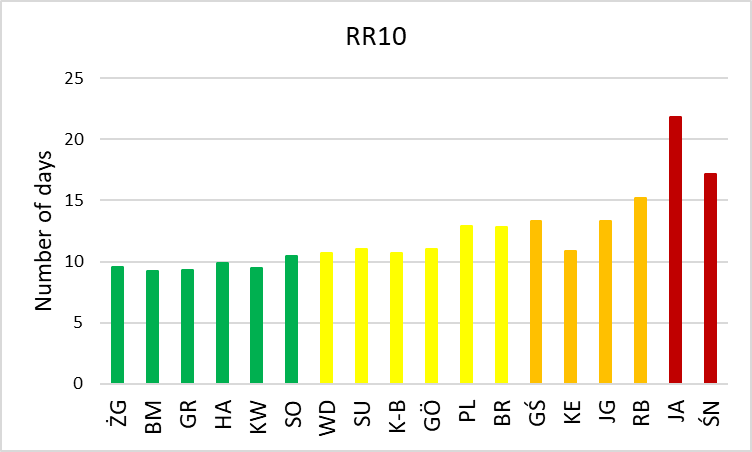 RR10
Number of days
25
20
15
10
5
0
ŻG BM GR HA KW SO WD SU K-B GÖ PL BR GŚ KE JG RB JA ŚN